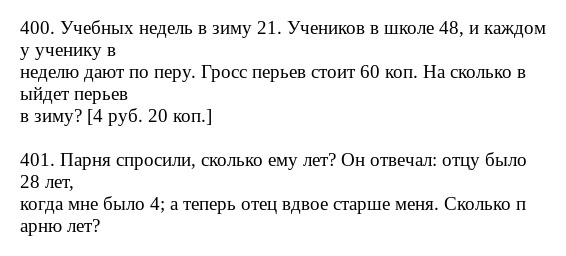 400. Учебных недель в зиму 21. Учеников в школе 48, и каждом
у ученику в
неделю дают по перу. Гросс перьев стоит 60 коп. На сколько в
ыйдет перьев
в зиму? [4 руб. 20 коп.]
401. Парня спросили, сколько ему лет? Он отвечал: отцу было
28 лет,
когда мне было 4; а теперь отец вдвое старше меня. Сколько п
арню лет?